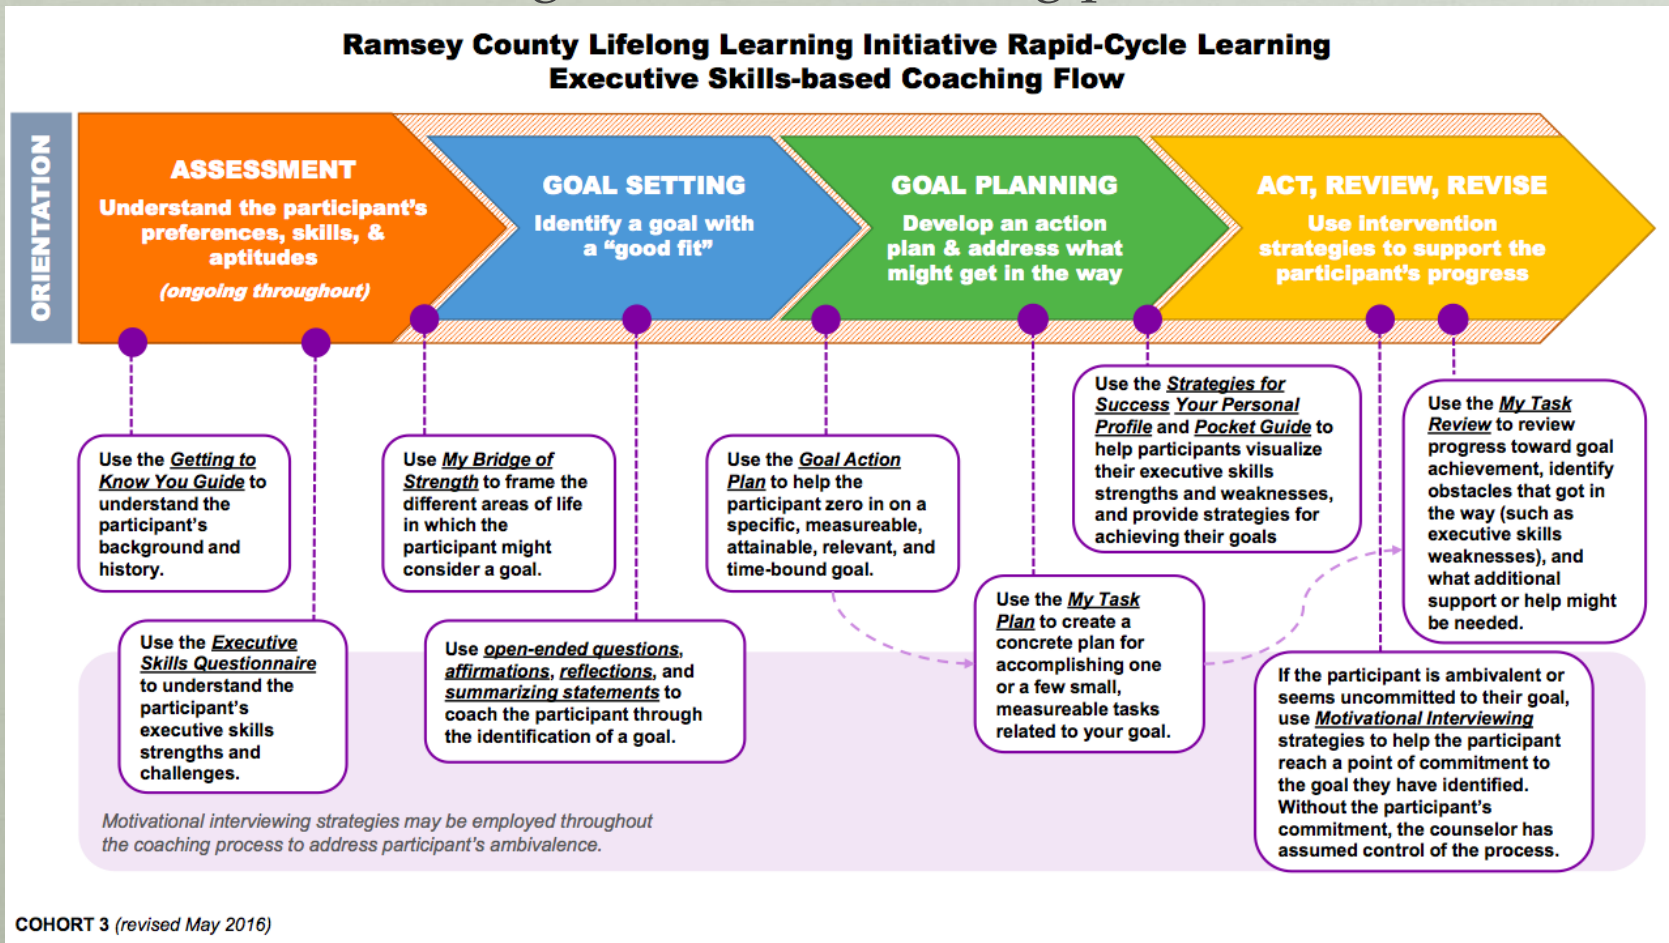 Ramsey County Lifelong Learning Initiative Rapid-Cycle Learning
Executive Skills-based Coaching Flow
ORIENTATION
ASSESSMENT
Understand the participant's
preferences, skills, &
aptitudes
(ongoing throughout)
GOAL SETTING
Identify a goal with
a “good fit”
GOAL PLANNING
Develop an action
plan & address what
might get in the way
ACT, REVIEW, REVISE
Use intervention
strategies to support the
participant's progress
Use the Getting to
Know You Guide to
understand the
participant's
background and
history.
Use the Executive
Skills Questionnaire
to understand the
participant's
executive skills
strengths and
challenges.
Use My Bridge of
Strength to frame the
different areas of life
in which the
participant might
consider a goal.
Use open-ended questions,
affirmations, reflections, and
summarizing statements to
coach the participant through
the identification of a goal.
Use the Goal Action
Plan to help the
participant zero in on a
specific, measureable,
attainable, relevant, and
time-bound goal.
Use the My Task
Plan to create a
concrete plan for
accomplishing one
or a few small,
measureable tasks
related to your goal.
Use the Strategies for
Success Your Personal
Profile and Pocket Guide to
help participants visualize
their executive skills
strengths and weaknesses,
and provide strategies for
achieving their goals
If the participant is ambivalent or
seems uncommitted to their goal,
use Motivational Interviewing
strategies to help the participant
reach a point of commitment to
the goal they have identified.
Without the participant's
commitment, the counselor has
assumed control of the process.
Use the My Task
Review to review
progress toward goal
achievement, identify
obstacles that got in
the way (such as
executive skills
weaknesses), and
what additional
support or help might
be needed.
Motivational interviewing strategies may be employed throughout
the coaching process to address participant's ambivalence.
COHORT 3 (revised May 2016)